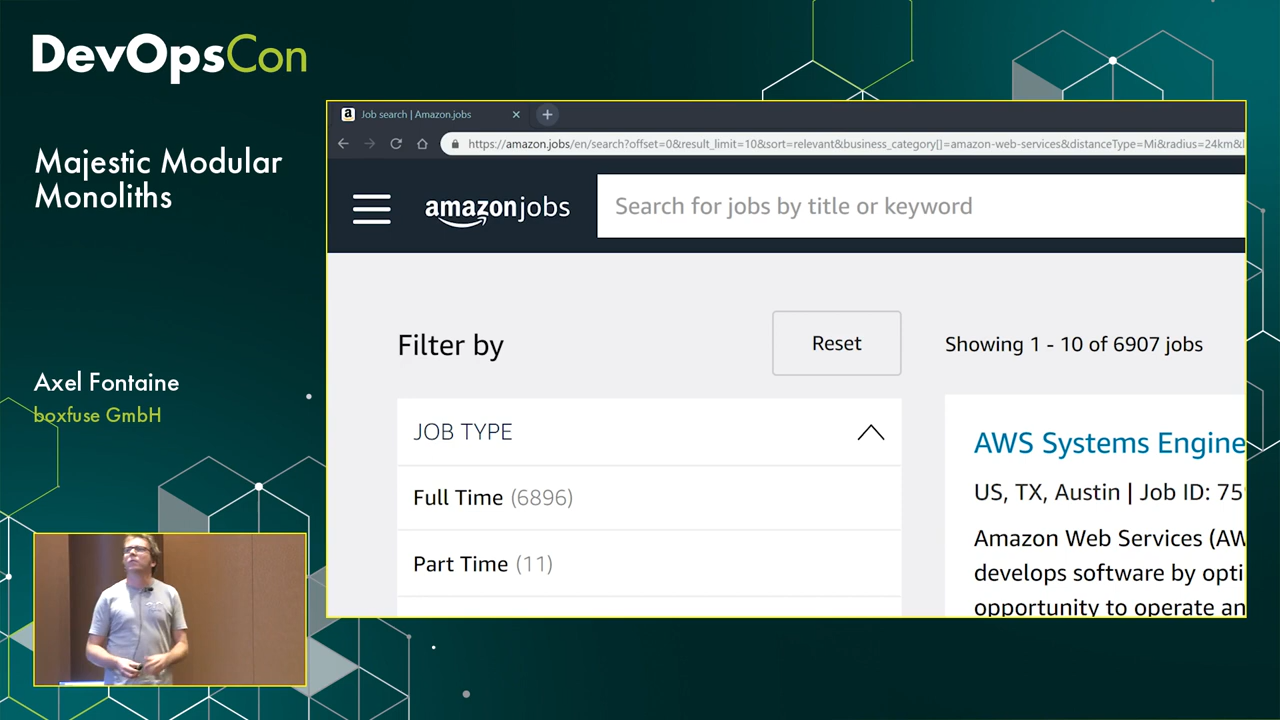 DevOpsCon
Majestic Modular
Monoliths
Axel Fontaine
boxfuse GmbH
a Job search | Amazon.jobs
https://amazon.jobs/en/search?offset=0&result_limit=10&sort=relevant&business_category[]=amazon-web-services&distanceType=Mi&radius=24km&l
amazonjobs
Search for jobs by title or keyword
Filter by
Reset
Showing 1 - 10 of 6907 jobs
JOB TYPE
Full Time (6896)
Part Time (11)
AWS Systems Engine
US, TX, Austin | Job ID: 75
Amazon Web Services (AW
develops software by opti
opportunity to operate an